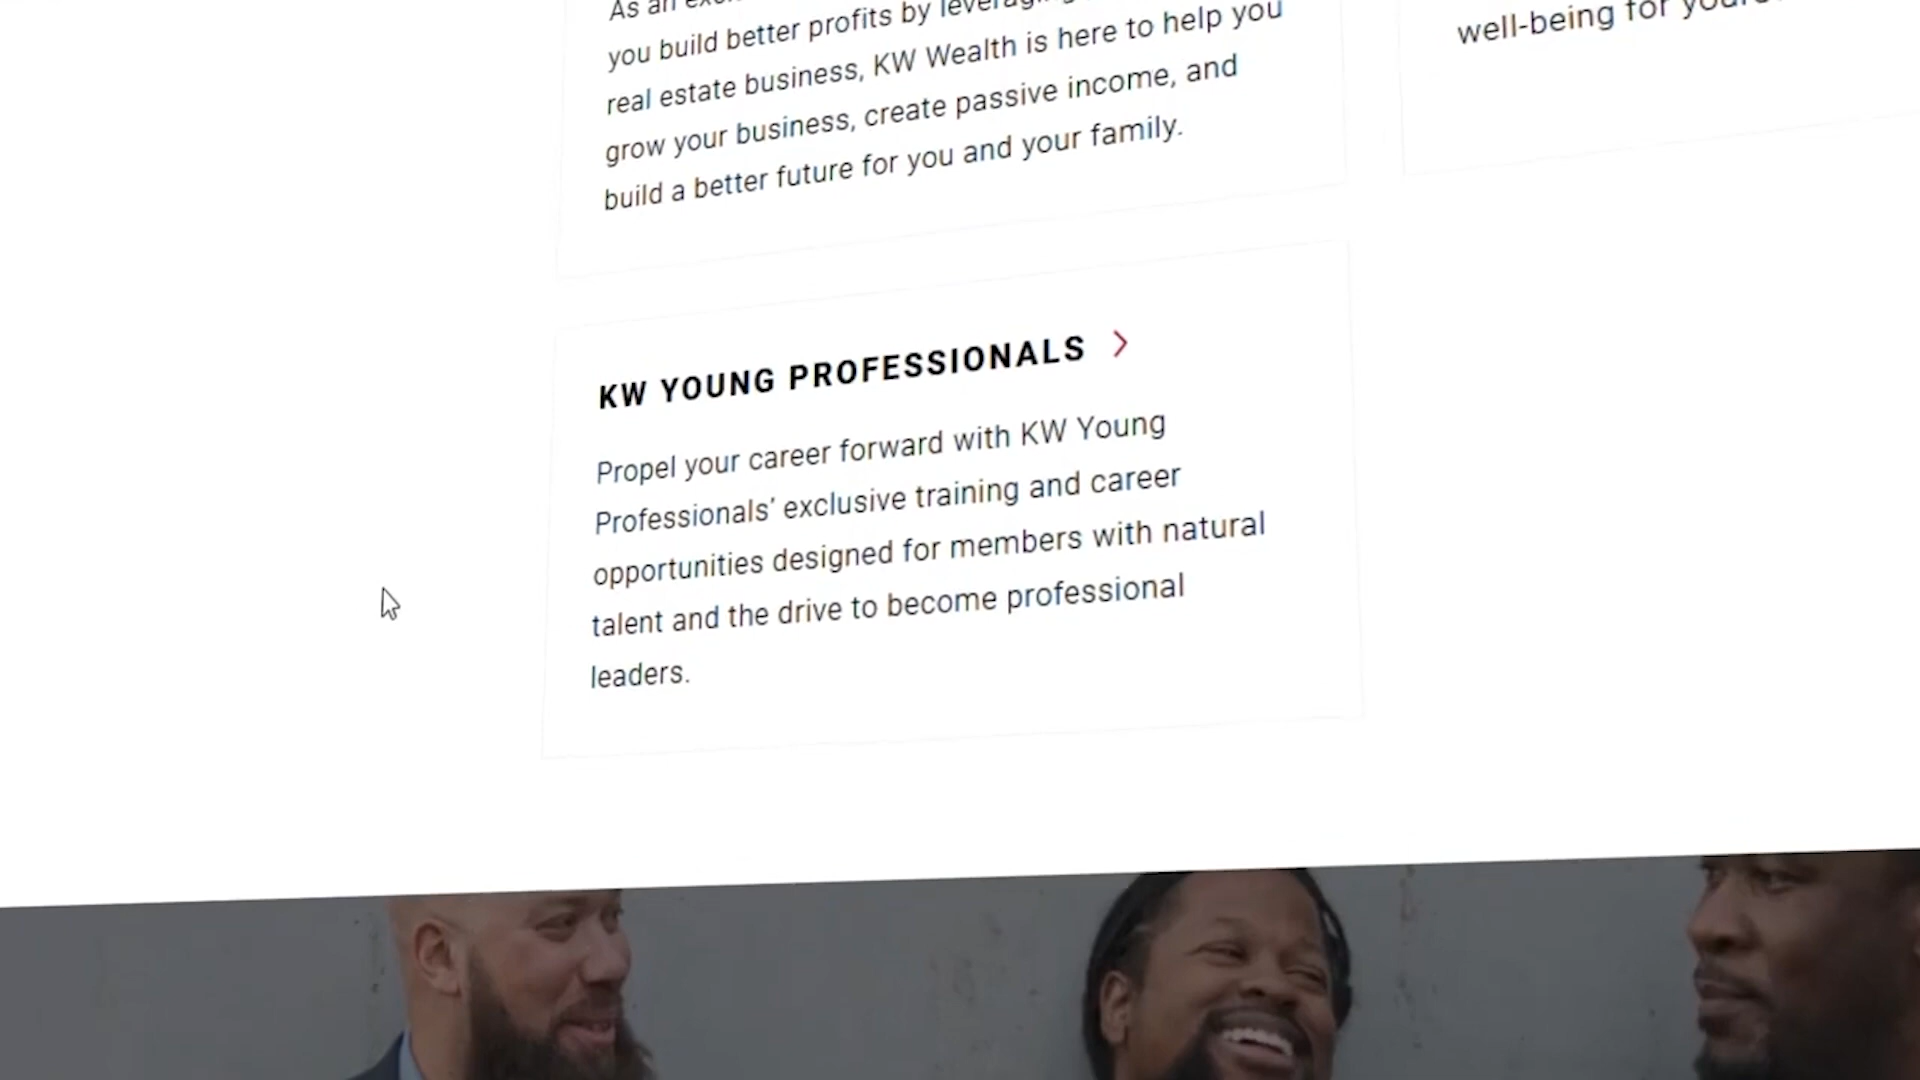 As an
you build better profits by
real estate business, KW Wealth is here to help you
grow your business, create passive income, and
build a better future for you and your family.
well-being for
KW YOUNG PROFESSIONALS
Propel your career forward with KW Young
Professionals' exclusive training and career
opportunities designed for members with natural
talent and the drive to become professional
leaders.